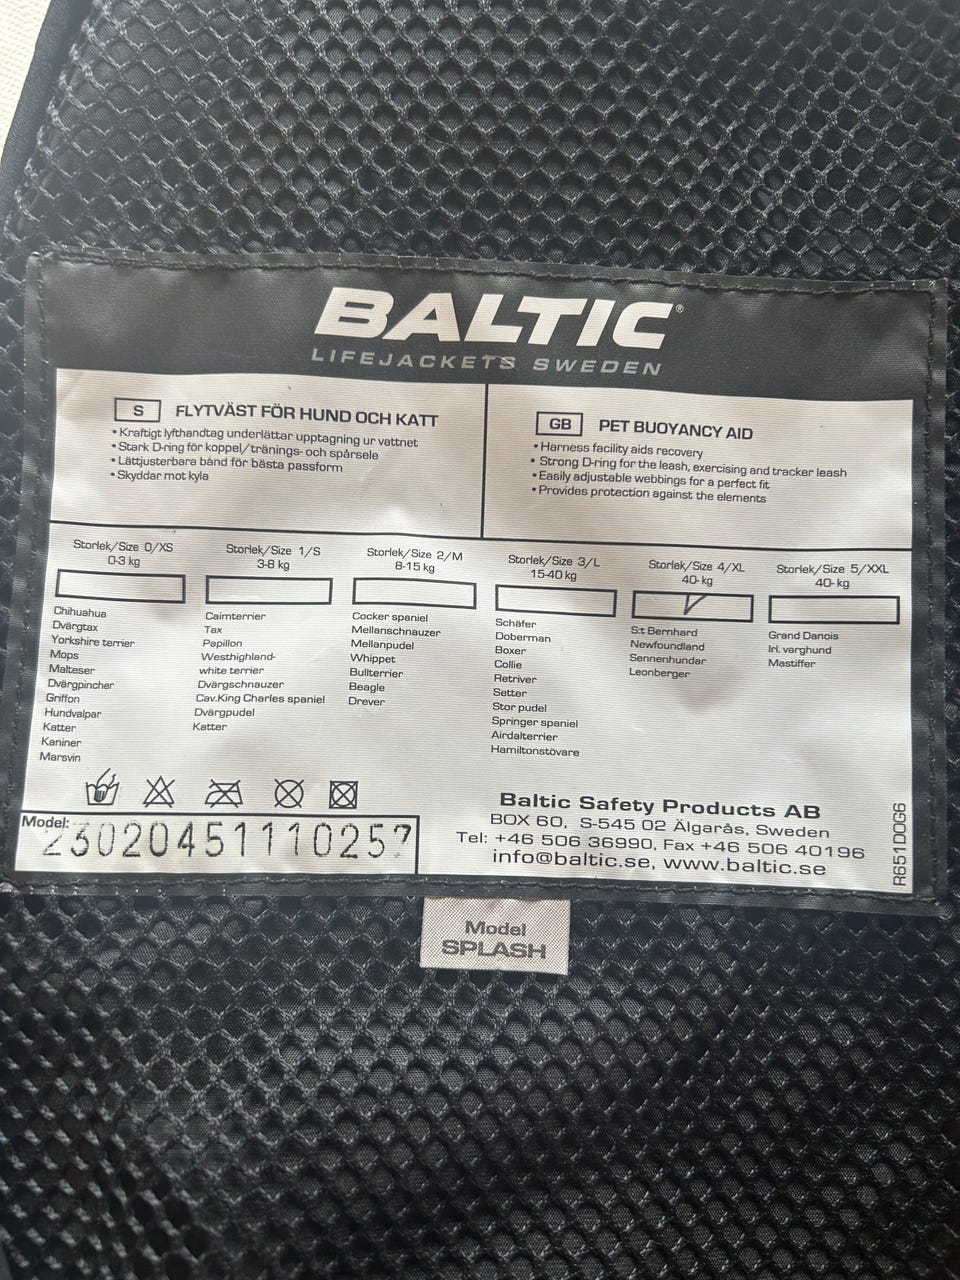 BALTIC®
LIFEJACKETS SWEDEN
S FLYTVÄST FÖR HUND OCH KATT
• Kraftigt lyfthandtag underlättar upptagning ur vattnet
• Stark D-ring för koppel/tränings- och spårsele
• Lättjusterbara band för bästa passform
• Skyddar mot kyla
GB PET BUOYANCY AID
• Harness facility aids recovery
• Strong D-ring for the leash, exercising and tracker leash
• Easily adjustable webbings for a perfect fit
• Provides protection against the elements
Storlek/Size 0/XS
0-3 kg
Chihuahua
Dvärgtax
Yorkshire terrier
Mops
Malteser
Dvärgpincher
Griffon
Hundvalpar
Katter
Kaniner
Marsvin
Storlek/Size 1/S
3-8 kg
Cairnterrier
Tax
Papillon
Westhighland-
white terrier
Dvärgschnauzer
Cav.King Charles spaniel
Dvärgpudel
Katter
Storlek/Size 2/M
8-15 kg
Cocker spaniel
Mellanschnauzer
Mellanpudel
Whippet
Bullterrier
Beagle
Drever
Storlek/Size 3/L
15-40 kg
Schäfer
Doberman
Boxer
Collie
Retriver
Setter
Stor pudel
Springer spaniel
Airdalterrier
Hamiltonstövare
Storlek/Size 4/XL
40- kg
S:t Bernhard
Newfoundland
Sennenhundar
Leonberger
Storlek/Size 5/XXL
40- kg
Grand Danois
Irl. varghund
Mastiffer
Model:
2302045111025?
Baltic Safety Products AB
BOX 60, S-545 02 Älgarås, Sweden
Tel: +46 506 36990, Fax +46 506 40196
info@baltic.se, www.baltic.se
R651DOG6
Model
SPLASH